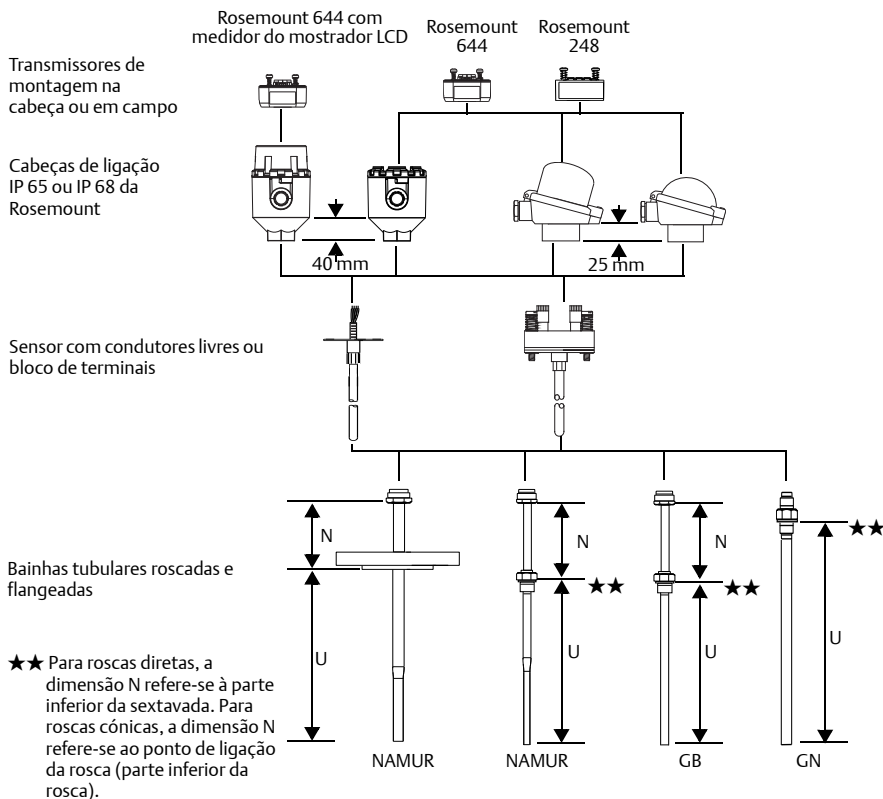 Rosemount 644 com
medidor do mostrador LCD
Rosemount
644
Rosemount
248
Transmissores de
montagem na
cabeça ou em campo
Cabeças de ligação
IP 65 ou IP 68 da
Rosemount
40 mm
25 mm
Sensor com condutores livres ou
bloco de terminais
N
N
N
★★
★★
★★
Bainhas tubulares roscadas e
flangeadas
U
U
U
U
★★ Para roscas diretas, a
dimensão N refere-se à parte
inferior da sextavada. Para
roscas cónicas, a dimensão N
refere-se ao ponto de ligação
da rosca (parte inferior da
rosca).
NAMUR
NAMUR
GB
GN